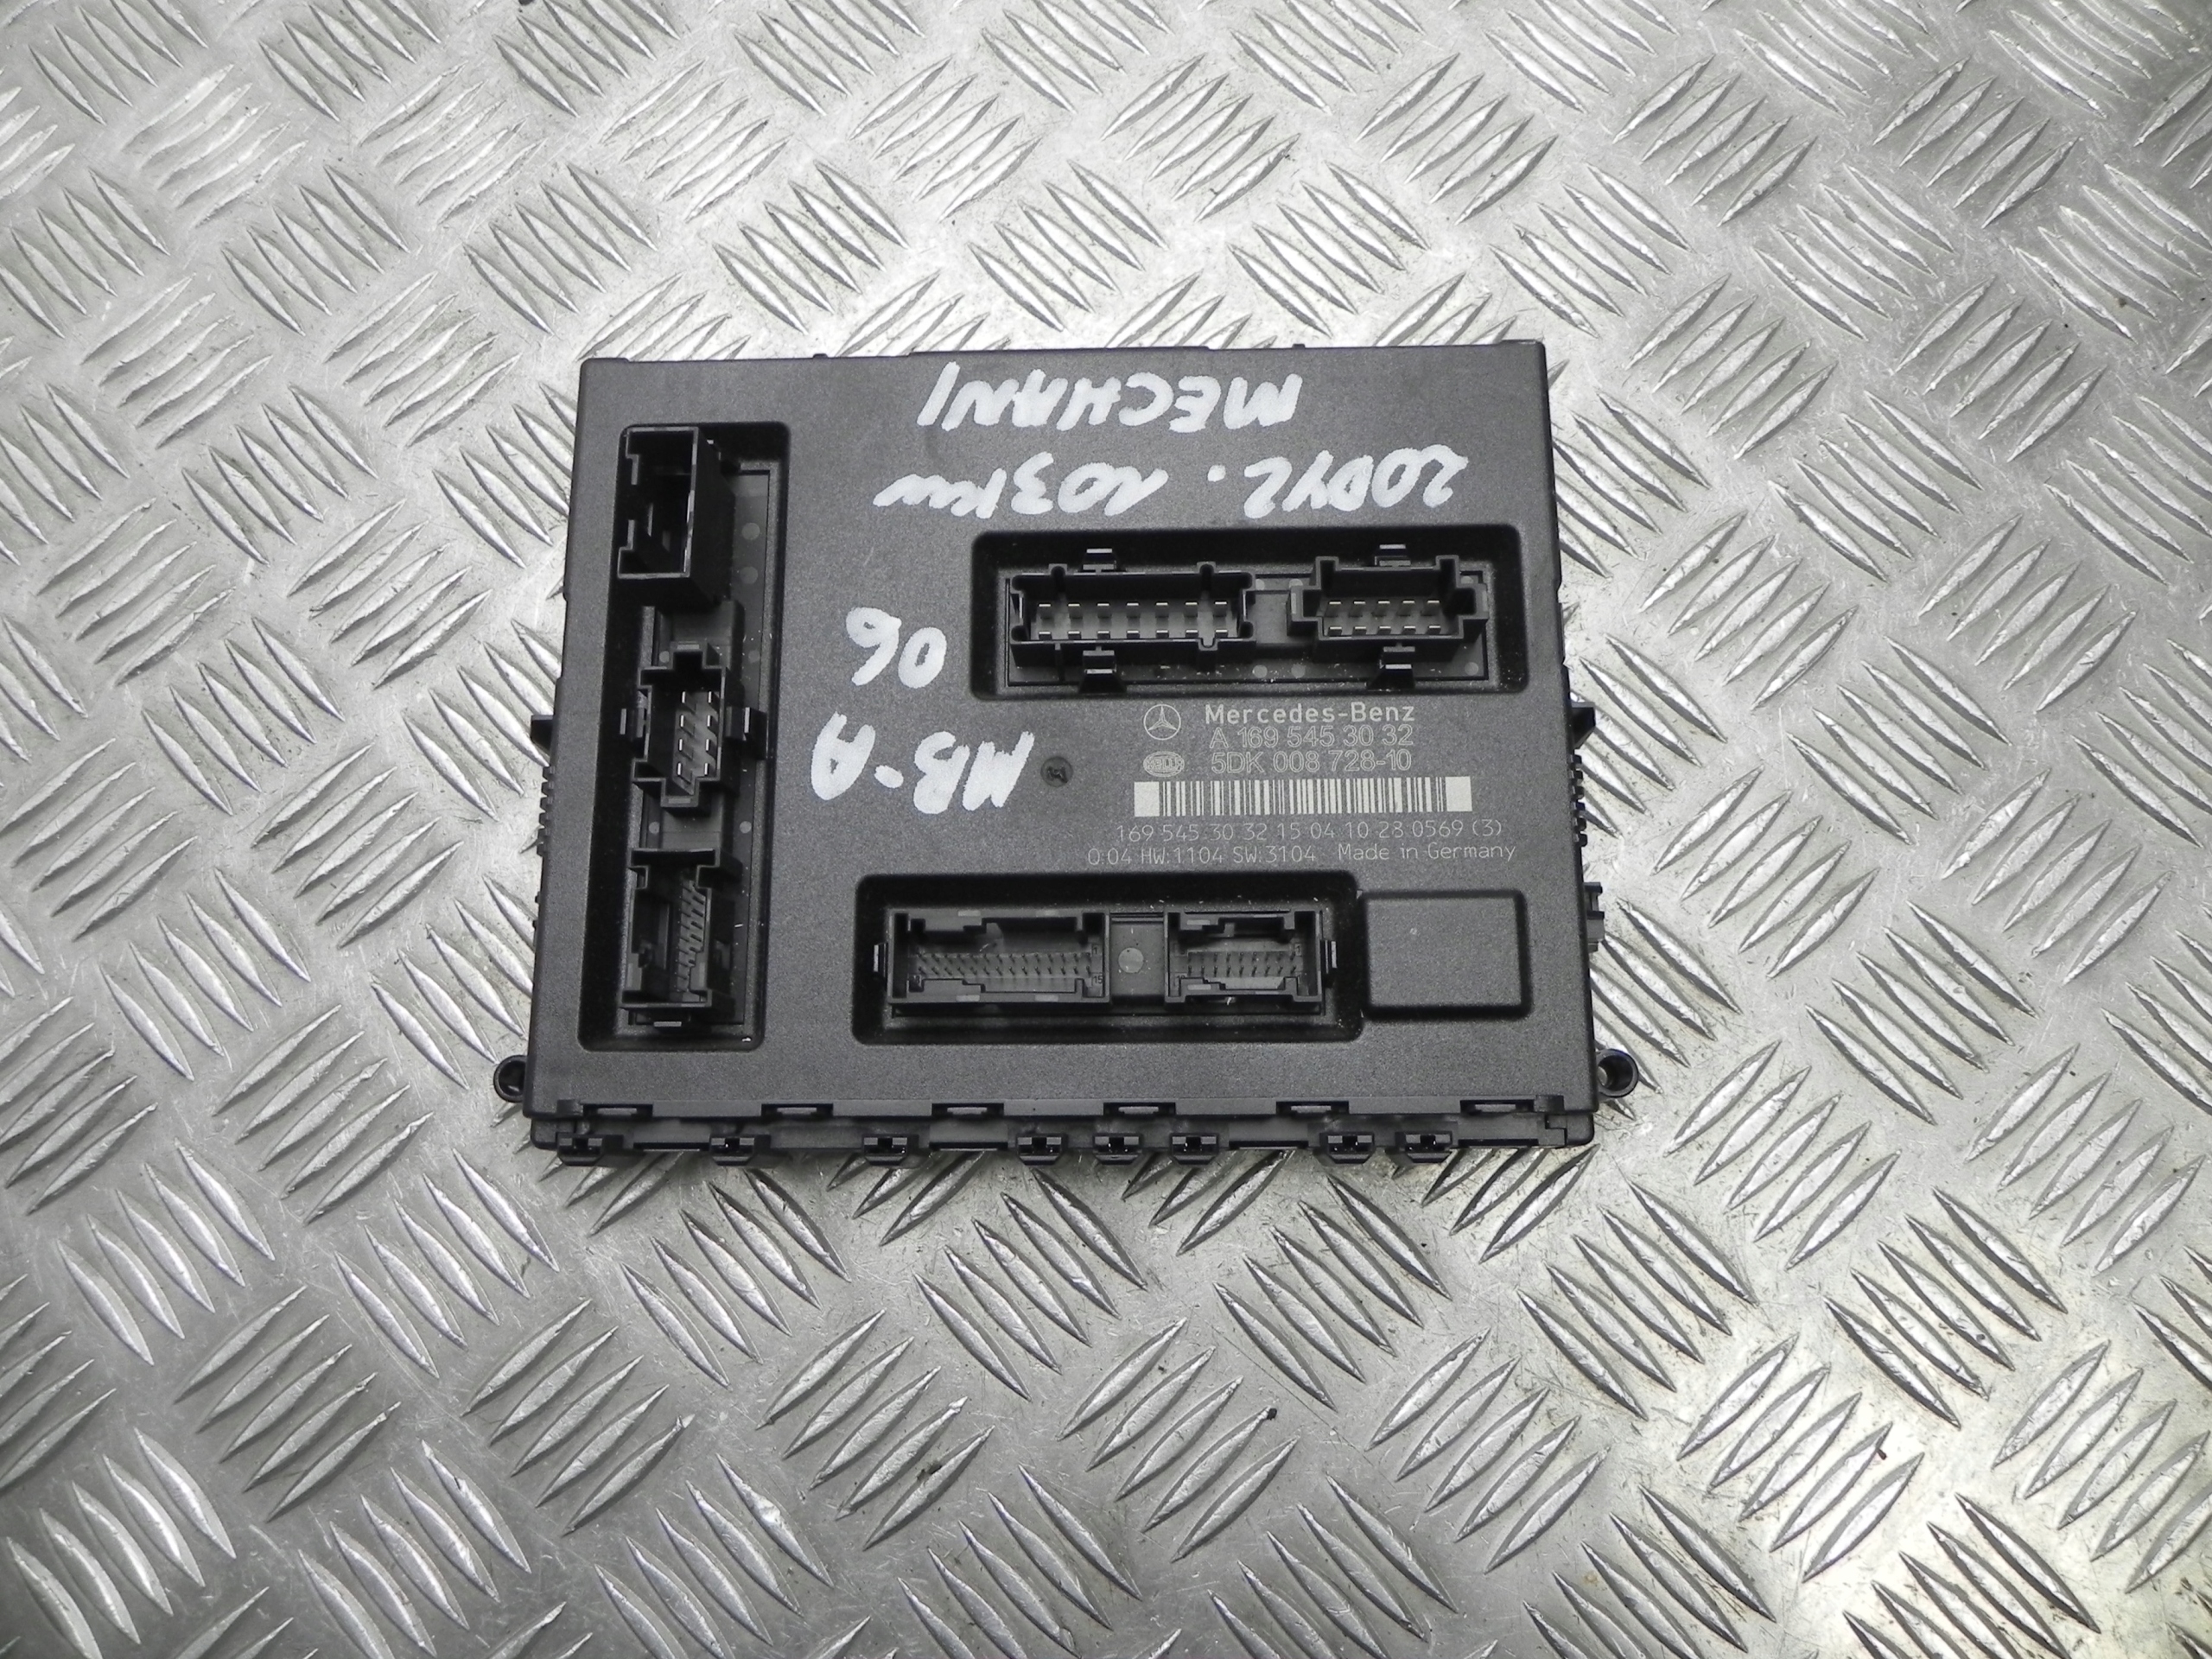 MECHANI
2.0DYZ. 103KW
06
MB-A
Mercedes-Benz
A 169 545 30 32
HELLA 5DK 008 728-10
169 545 30 32 15 04 10 28 0569 (3)
0:04 HW:1104 SW:3104 Made in Germany